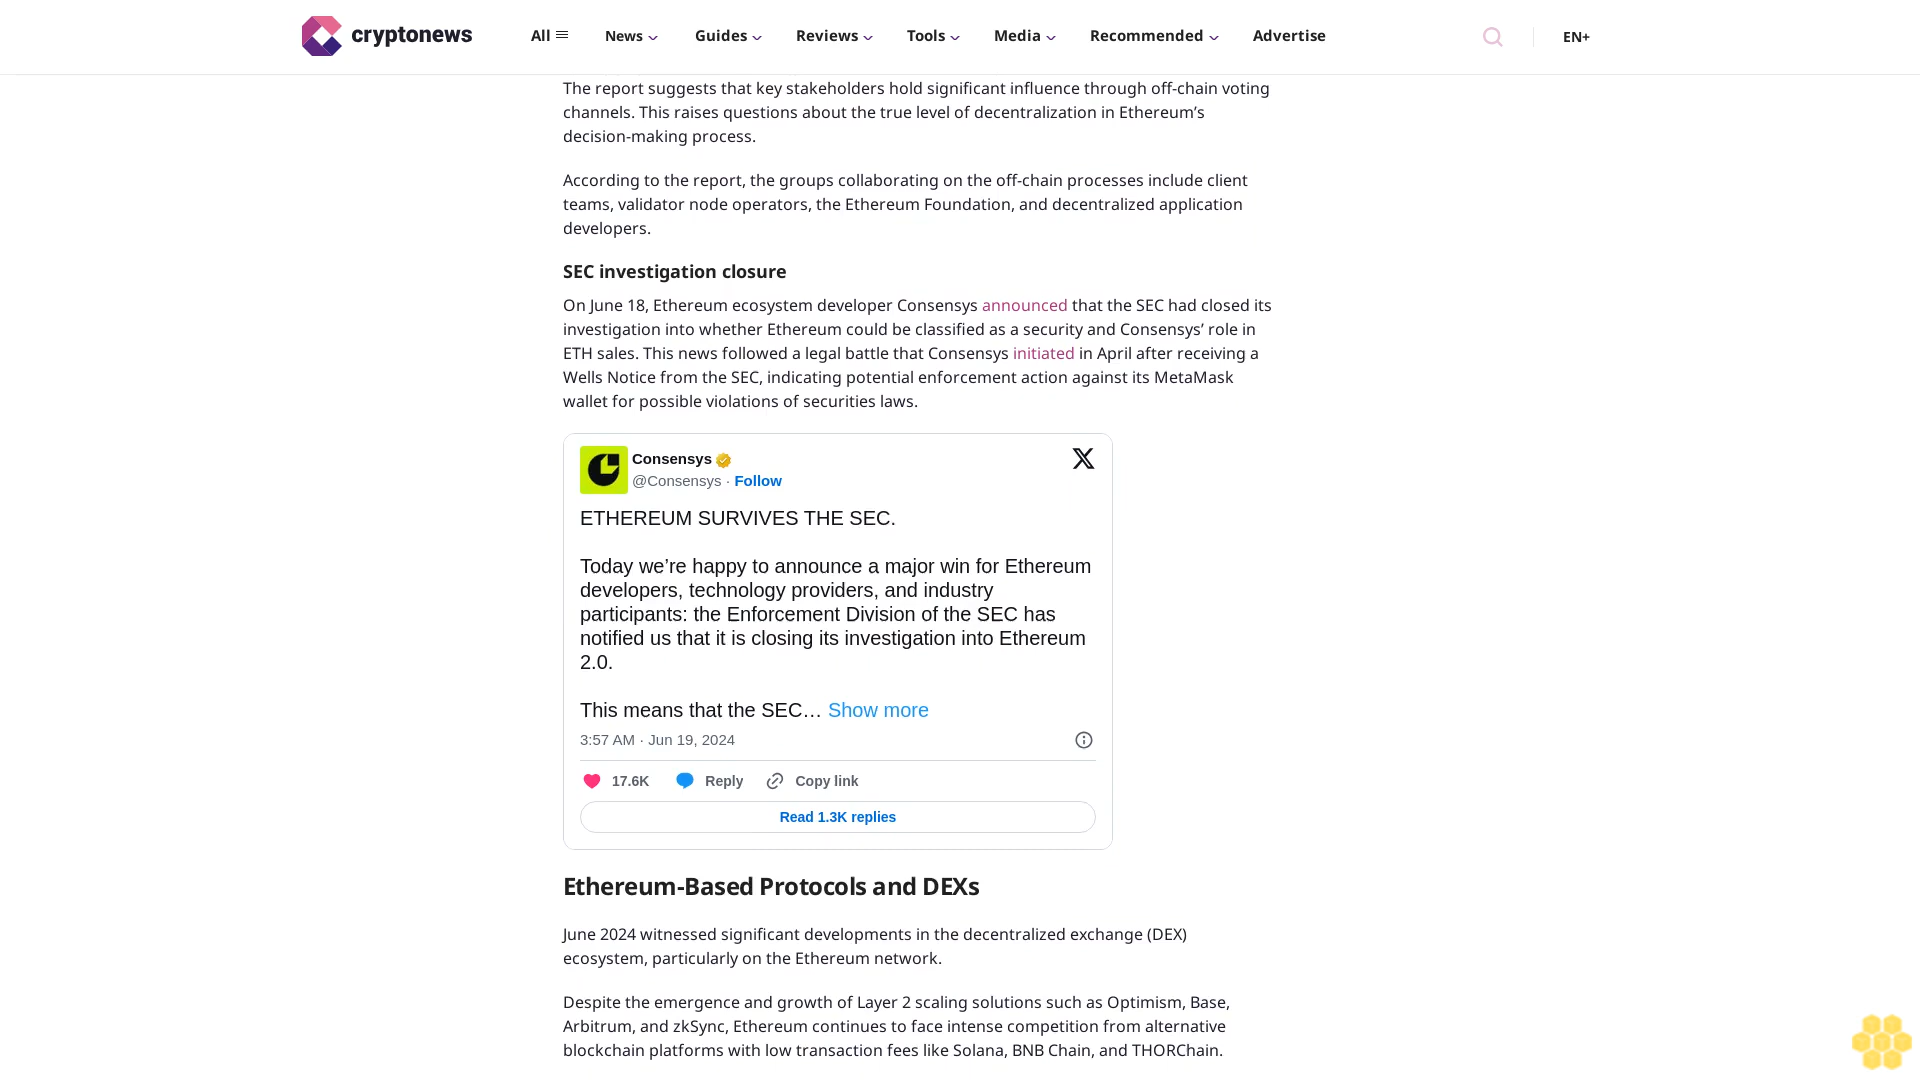 cryptonews
All
News
Guides
Reviews
Tools
Media
Recommended
Advertise
EN+
The report suggests that key stakeholders hold significant influence through off-chain voting
channels. This raises questions about the true level of decentralization in Ethereum’s
decision-making process.
According to the report, the groups collaborating on the off-chain processes include client
teams, validator node operators, the Ethereum Foundation, and decentralized application
developers.
SEC investigation closure
On June 18, Ethereum ecosystem developer Consensys announced that the SEC had closed its
investigation into whether Ethereum could be classified as a security and Consensys’ role in
ETH sales. This news followed a legal battle that Consensys initiated in April after receiving a
Wells Notice from the SEC, indicating potential enforcement action against its MetaMask
wallet for possible violations of securities laws.
Consensys
@Consensys · Follow
ETHEREUM SURVIVES THE SEC.
Today we’re happy to announce a major win for Ethereum
developers, technology providers, and industry
participants: the Enforcement Division of the SEC has
notified us that it is closing its investigation into Ethereum
2.0.
This means that the SEC… Show more
3:57 AM · Jun 19, 2024
17.6K Reply Copy link
Read 1.3K replies
Ethereum-Based Protocols and DEXs
June 2024 witnessed significant developments in the decentralized exchange (DEX)
ecosystem, particularly on the Ethereum network.
Despite the emergence and growth of Layer 2 scaling solutions such as Optimism, Base,
Arbitrum, and zkSync, Ethereum continues to face intense competition from alternative
blockchain platforms with low transaction fees like Solana, BNB Chain, and THORChain.